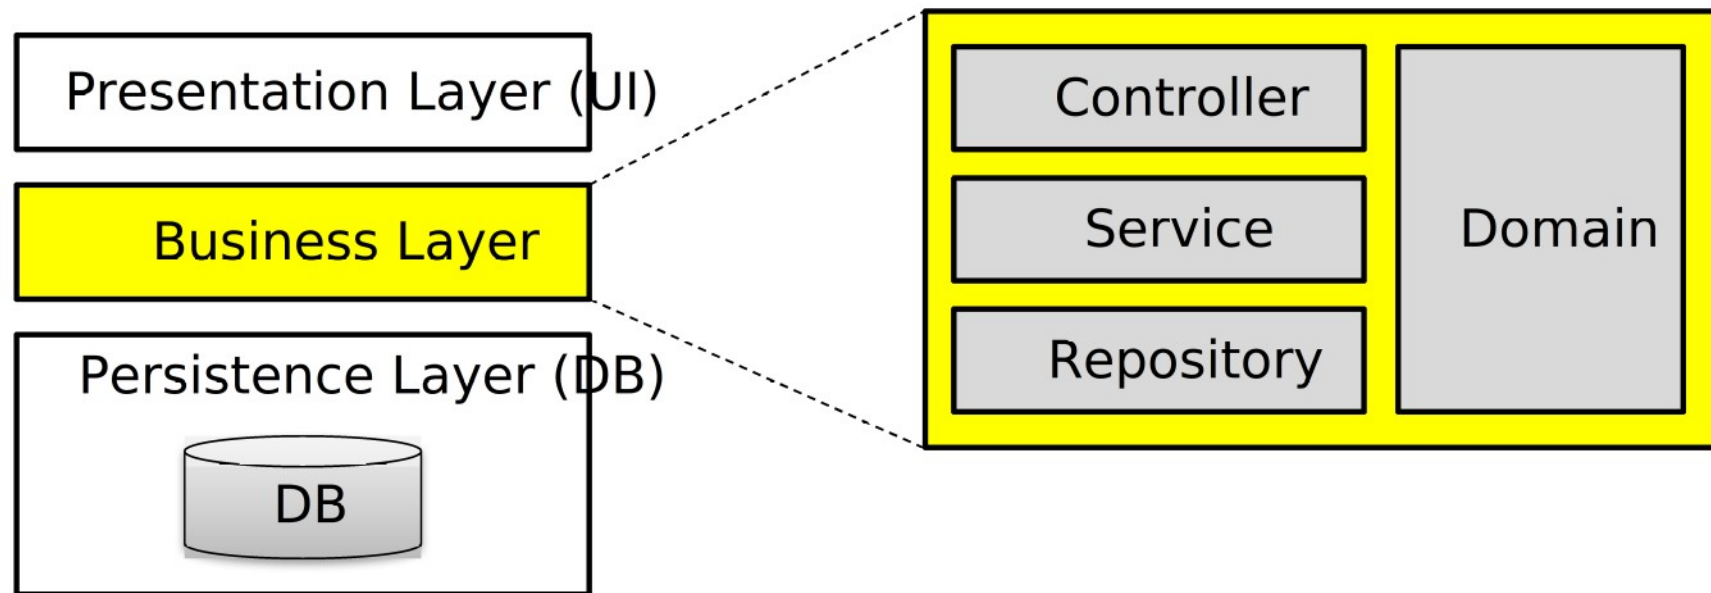 Presentation Layer (UI)
Business Layer
Persistence Layer (DB)
DB
Controller
Service
Repository
Domain